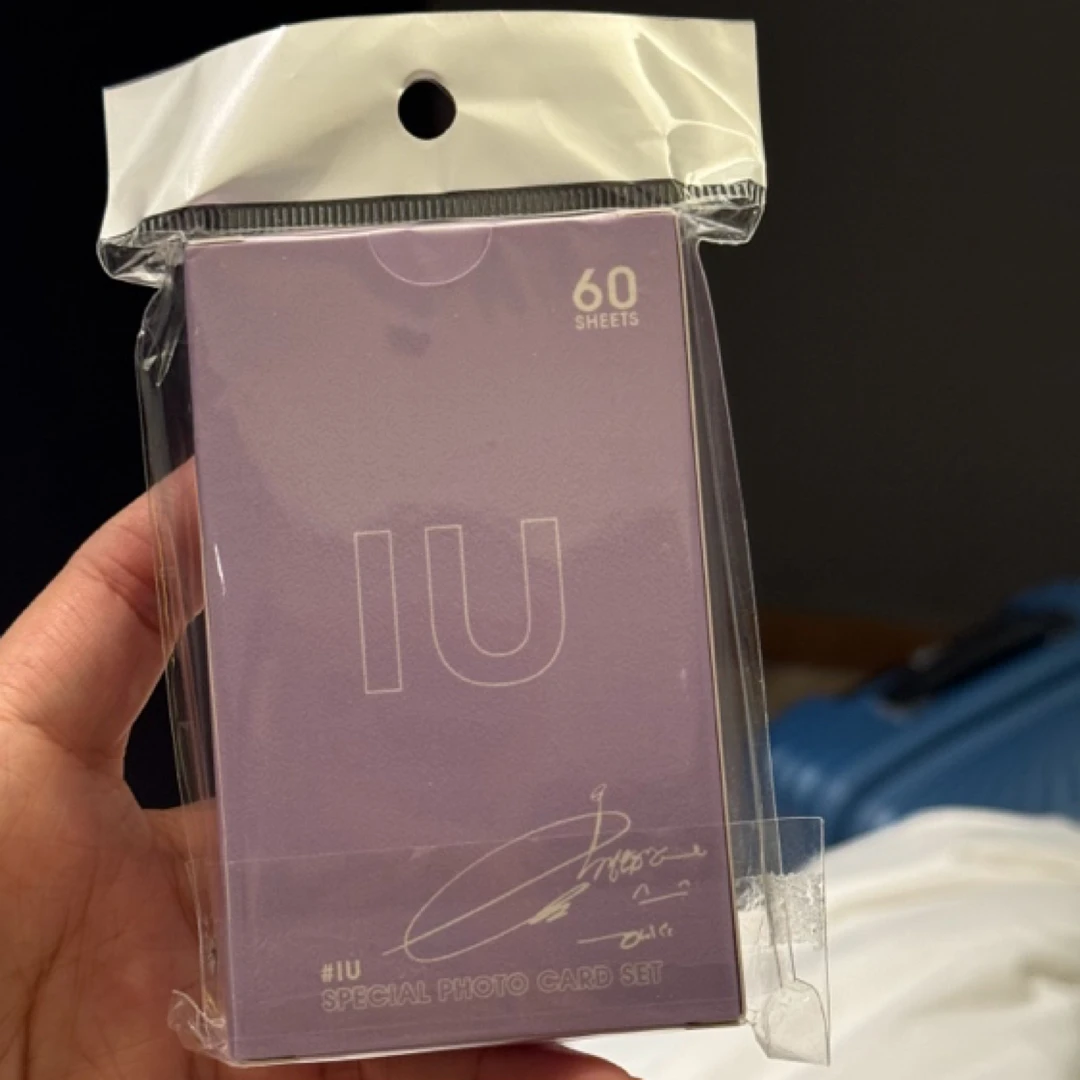 60
SHEETS
IU
#IU
SPECIAL PHOTO CARD SET